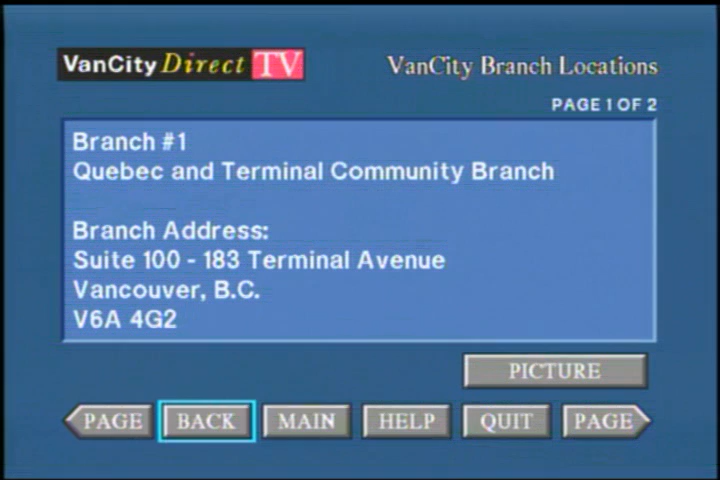 VanCity Direct TV
VanCity Branch Locations
PAGE 1 OF 2
Branch #1
Quebec and Terminal Community Branch
Branch Address:
Suite 100 - 183 Terminal Avenue
Vancouver, B.C.
V6A 4G2
PICTURE
PAGE BACK MAIN HELP QUIT PAGE